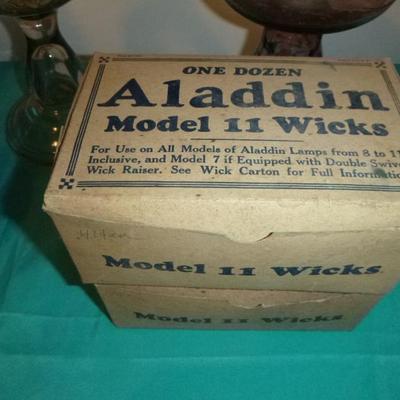 ONE DOZEN
Aladdin
Model 11 Wicks
For Use on All Models of Aladdin Lamps from 8 to 11
Inclusive, and Model 7 if Equipped with Double Swive
Wick Raiser. See Wick Carton for Full Informatio
Model 11 Wicks
Model 11 Wicks